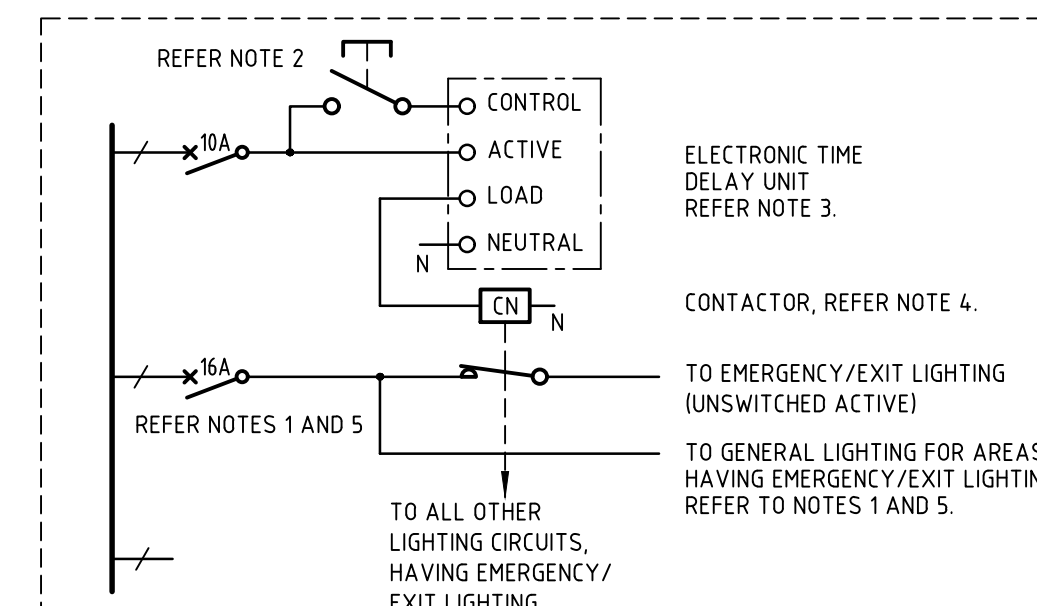 REFER NOTE 2
CONTROL
10A
ACTIVE
LOAD
NEUTRAL
N
ELECTRONIC TIME
DELAY UNIT
REFER NOTE 3.
CN
N
CONTACTOR, REFER NOTE 4.
16A
REFER NOTES 1 AND 5
TO EMERGENCY/EXIT LIGHTING
(UNSWITCHED ACTIVE)
TO GENERAL LIGHTING FOR AREAS
HAVING EMERGENCY/EXIT LIGHTIN
REFER TO NOTES 1 AND 5.
TO ALL OTHER
LIGHTING CIRCUITS,
HAVING EMERGENCY/
EXIT LIGHTING